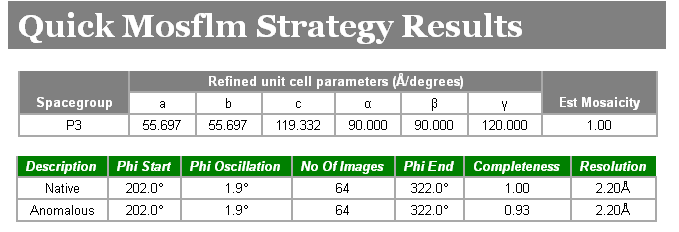 Quick Mosflm Strategy Results
Refined unit cell parameters (Å/degrees)
Spacegroup a b c α β γ Est Mosaicity
P3 55.697 55.697 119.332 90.000 90.000 120.000 1.00
Description Phi Start Phi Oscillation No Of Images Phi End Completeness Resolution
Native 202.0° 1.9° 64 322.0° 1.00 2.20Å
Anomalous 202.0° 1.9° 64 322.0° 0.93 2.20Å